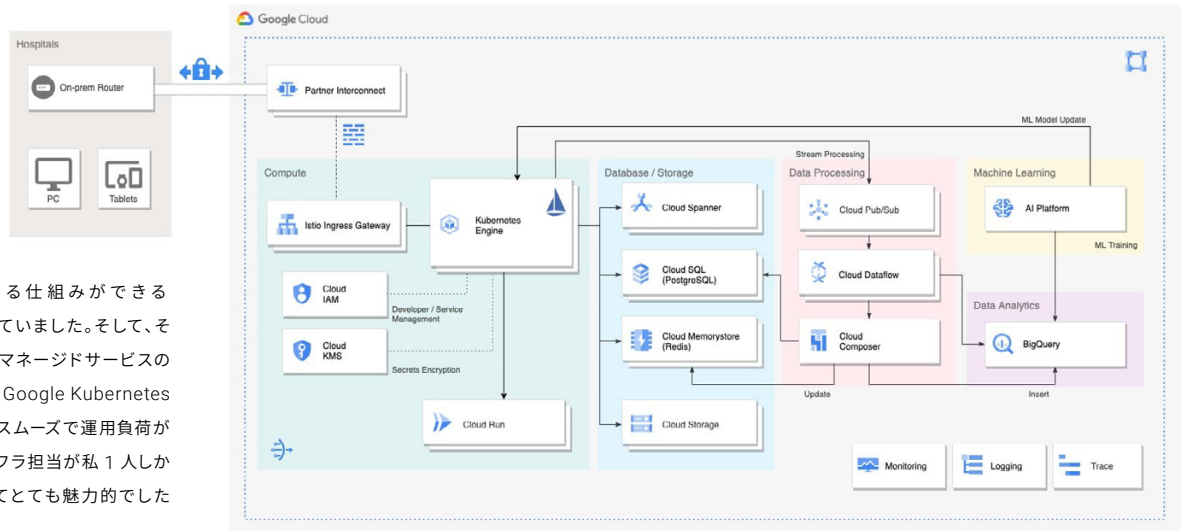 Google Cloud
Hospitals
On-prem Router
PC
Tablets
Partner Interconnect
ML Model Update
Stream Processing
Compute
Istio Ingress Gateway
Kubernetes
Engine
Cloud
IAM
Developer / Service
Management
Cloud
KMS
Secrets Encryption
Cloud Run
Database / Storage
Cloud Spanner
Cloud SQL
(PostgreSQL)
Cloud Memorystore
(Redis)
Cloud Storage
Data Processing
Cloud Pub/Sub
Cloud Dataflow
Cloud
Composer
Update
Insert
Machine Learning
AI Platform
ML Training
Data Analytics
BigQuery
Monitoring
Logging
Trace
る仕組みができる
ていました。そして、そ
マネージドサービスの
Google Kubernetes
スムーズで運用負荷が
フラ担当が私 1 人しか
てとても魅力的でした